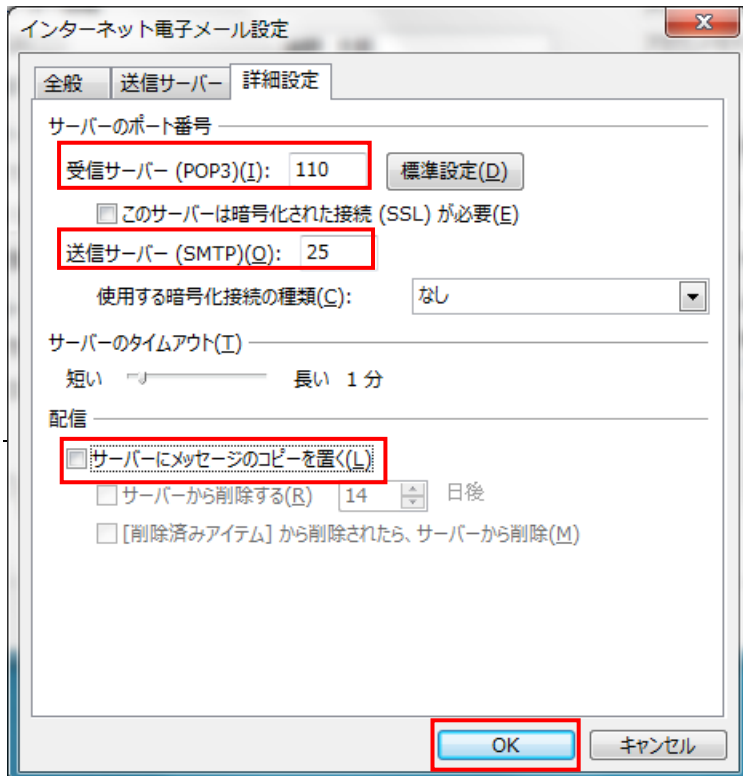 インターネット電子メール設定
全般 送信サーバー 詳細設定
サーバーのポート番号
受信サーバー (POP3)(I): 110 標準設定(D)
このサーバーは暗号化された接続 (SSL) が必要(E)
送信サーバー (SMTP)(O): 25
使用する暗号化接続の種類(C): なし
サーバーのタイムアウト(T)
短い 長い 1 分
配信
サーバーにメッセージのコピーを置く(L)
サーバーから削除する(R) 14 日後
[削除済みアイテム] から削除されたら、サーバーから削除(M)
OK キャンセル